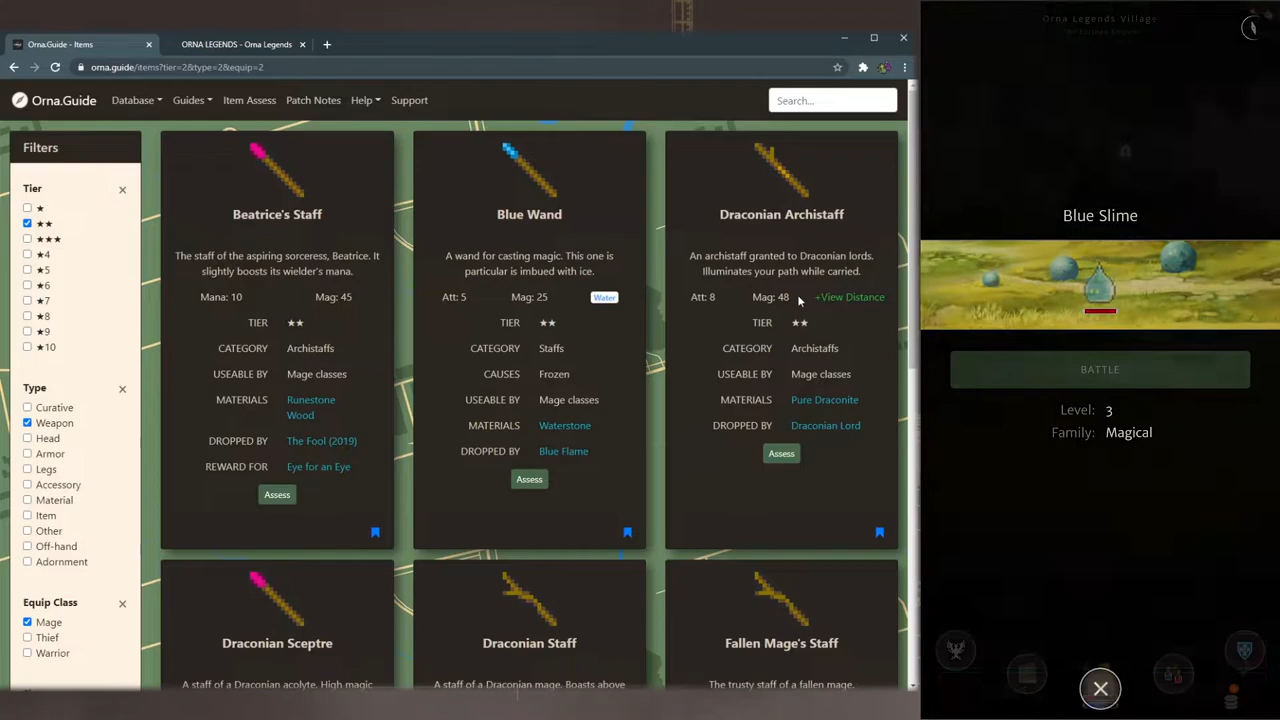 Orna.Guide - Items
ORNA LEGENDS - Orna Legends
orna.guide/items?tier=2&type=2&equip=2
Orna.Guide
Database
Guides
Item Assess
Patch Notes
Help
Support
Search...
Filters
Tier
★
★★
★★★
★4
★5
★6
★7
★8
★9
★10
Type
Curative
Weapon
Head
Armor
Legs
Accessory
Material
Item
Other
Off-hand
Adornment
Equip Class
Mage
Thief
Warrior
Beatrice's Staff
The staff of the aspiring sorceress, Beatrice. It
slightly boosts its wielder's mana.
Mana: 10 Mag: 45
TIER ★★
CATEGORY Archistaffs
USEABLE BY Mage classes
MATERIALS Runestone
Wood
DROPPED BY The Fool (2019)
REWARD FOR Eye for an Eye
Assess
Blue Wand
A wand for casting magic. This one is
particular is imbued with ice.
Att: 5 Mag: 25 Water
TIER ★★
CATEGORY Staffs
CAUSES Frozen
USEABLE BY Mage classes
MATERIALS Waterstone
DROPPED BY Blue Flame
Assess
Draconian Archistaff
An archistaff granted to Draconian lords.
Illuminates your path while carried.
Att: 8 Mag: 48 +View Distance
TIER ★★
CATEGORY Archistaffs
USEABLE BY Mage classes
MATERIALS Pure Draconite
DROPPED BY Draconian Lord
Assess
Draconian Sceptre
A staff of a Draconian acolyte. High magic
Draconian Staff
A staff of a Draconian mage. Boasts above
Fallen Mage's Staff
The trusty staff of a fallen mage.
Orna Legends Village
Blue Slime
BATTLE
Level: 3
Family: Magical